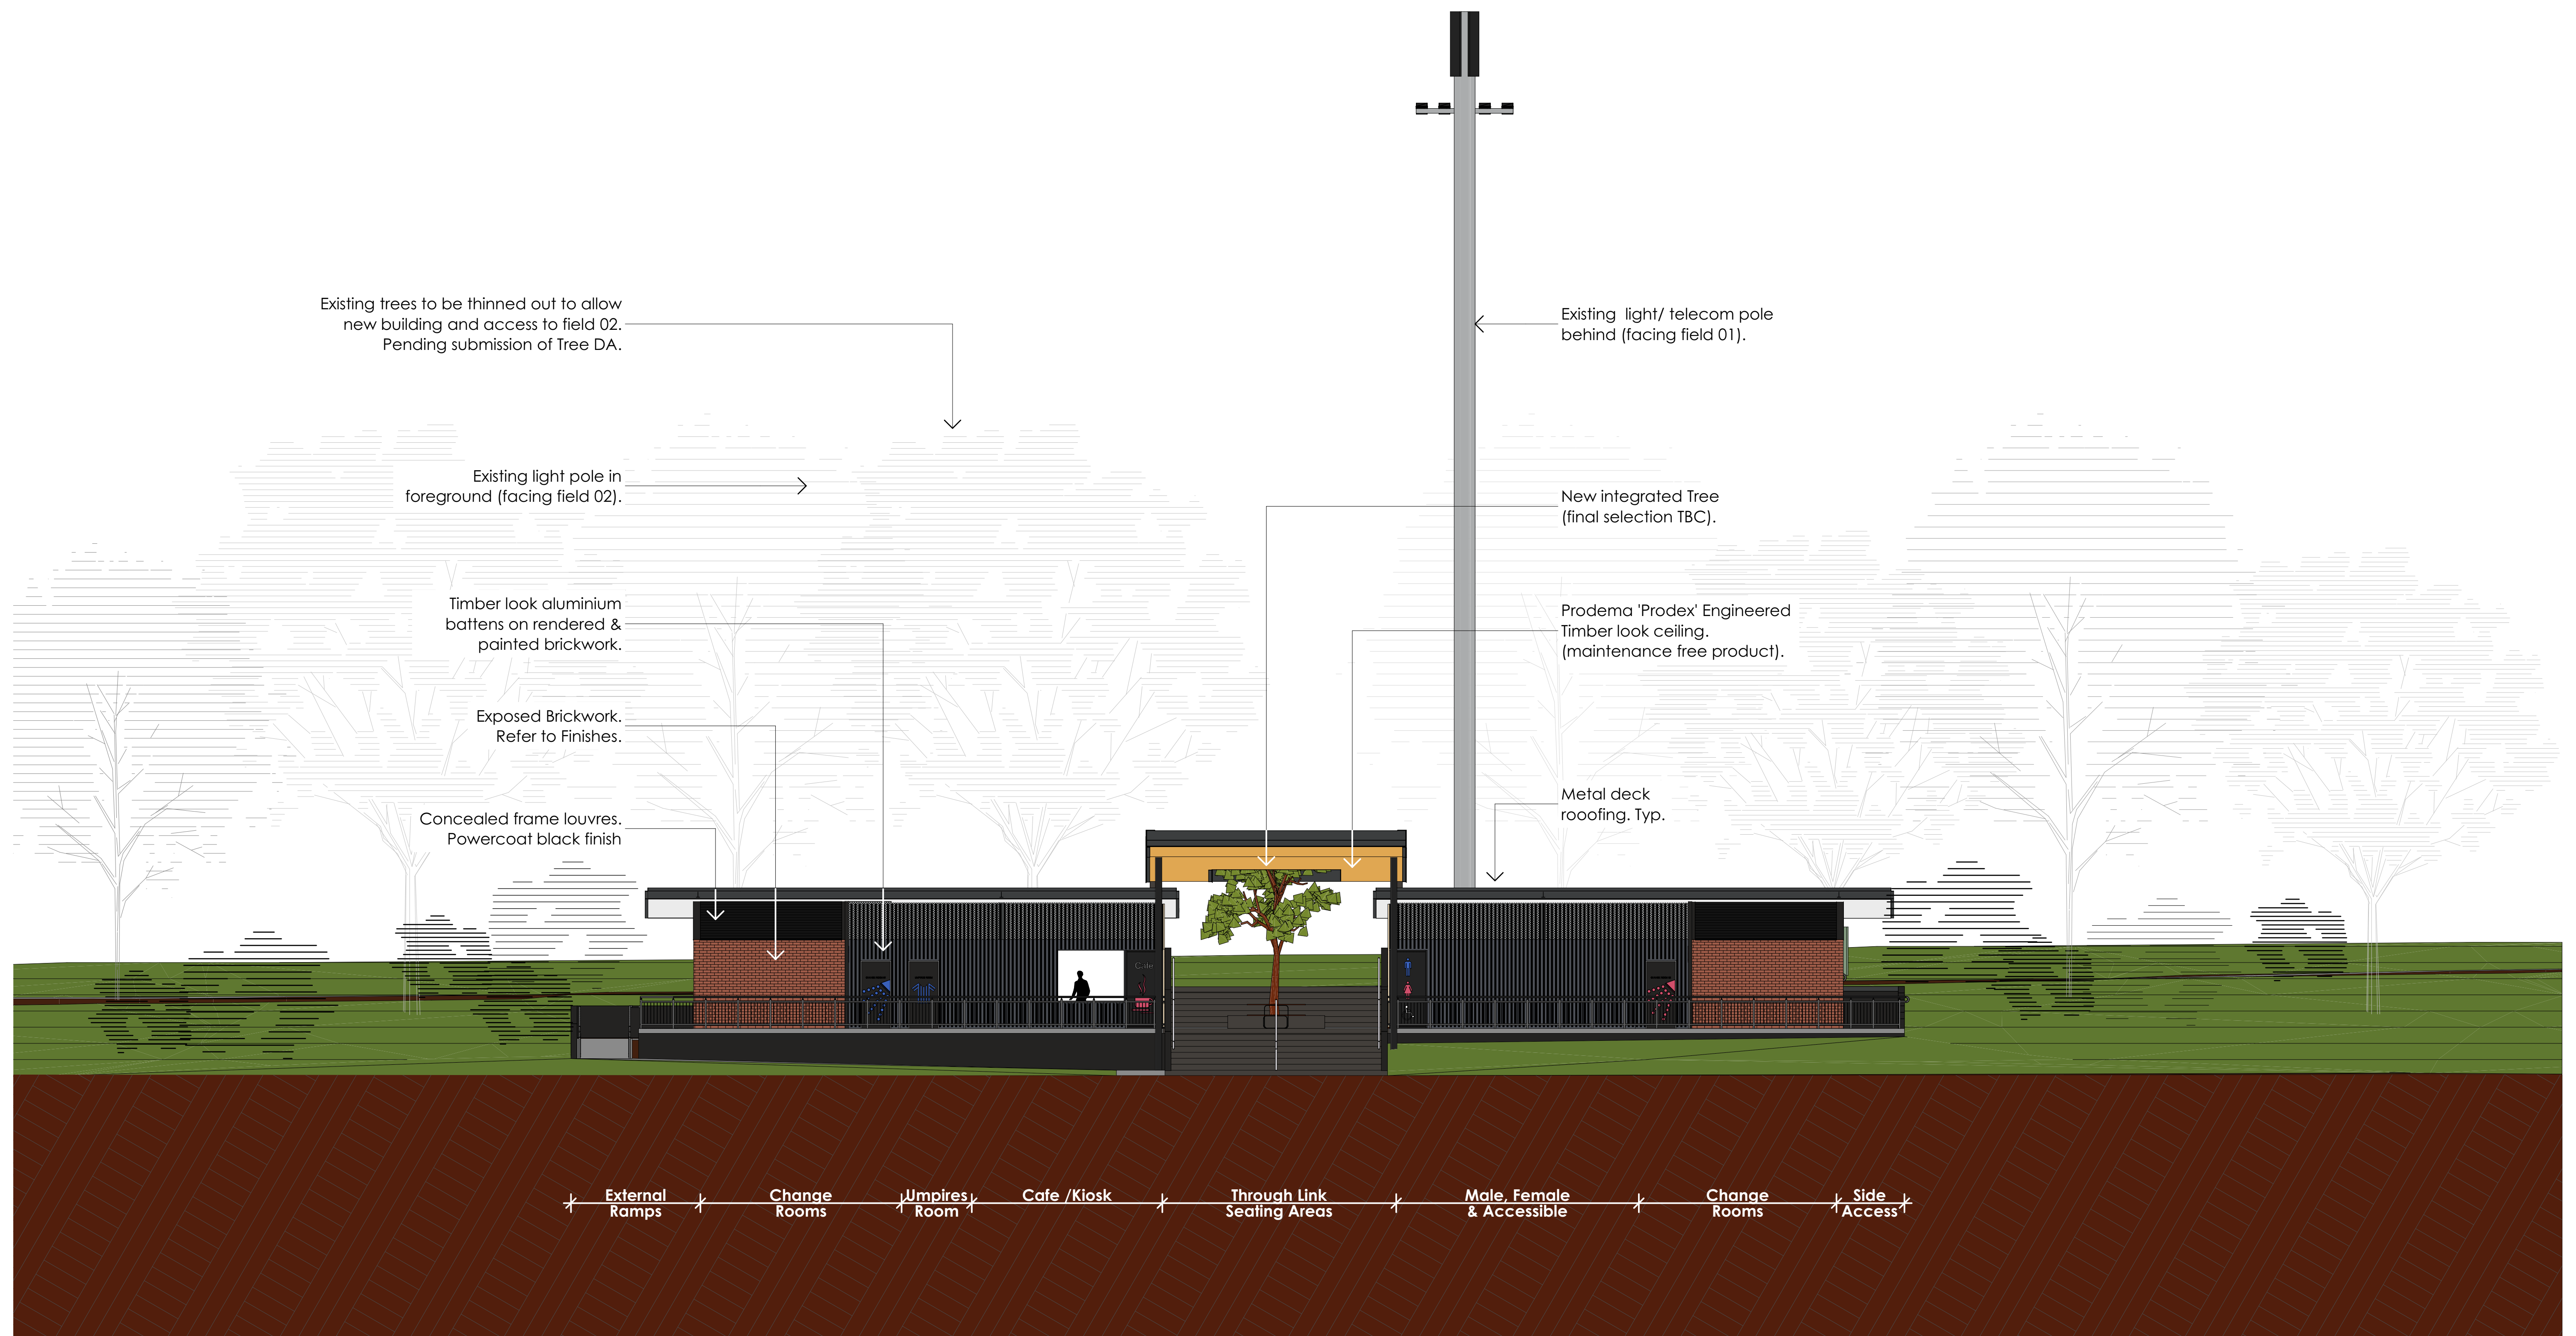 Existing trees to be thinned out to allow
new building and access to field 02.
Pending submission of Tree DA.
Existing light/ telecom pole
behind (facing field 01).
Existing light pole in
foreground (facing field 02).
New integrated Tree
(final selection TBC).
Timber look aluminium
battens on rendered &
painted brickwork.
Prodema 'Prodex' Engineered
Timber look ceiling.
(maintenance free product).
Exposed Brickwork.
Refer to Finishes.
Metal deck
rooofing. Typ.
Concealed frame louvres.
Powercoat black finish
Cafe
External
Ramps
Change
Rooms
Umpires
Room
Cafe /Kiosk
Through Link
Seating Areas
Male, Female
& Accessible
Change
Rooms
Side
Access